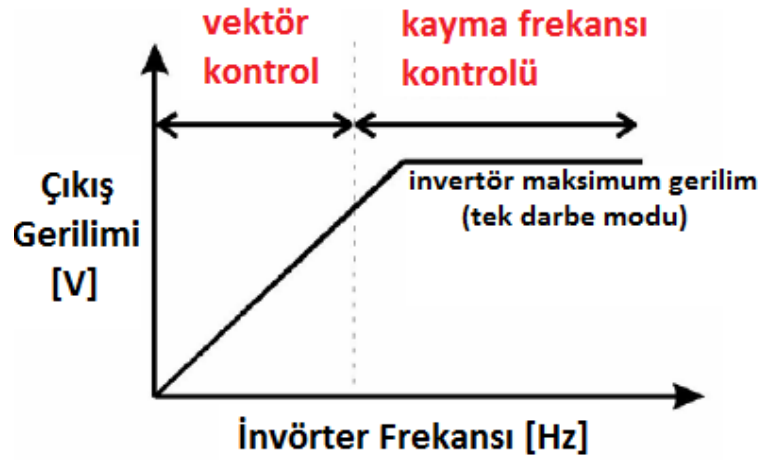 vektör
kontrol
kayma frekansı
kontrolü
Çıkış
Gerilimi
[V]
invertör maksimum gerilim
(tek darbe modu)
İnvörter Frekansı [Hz]